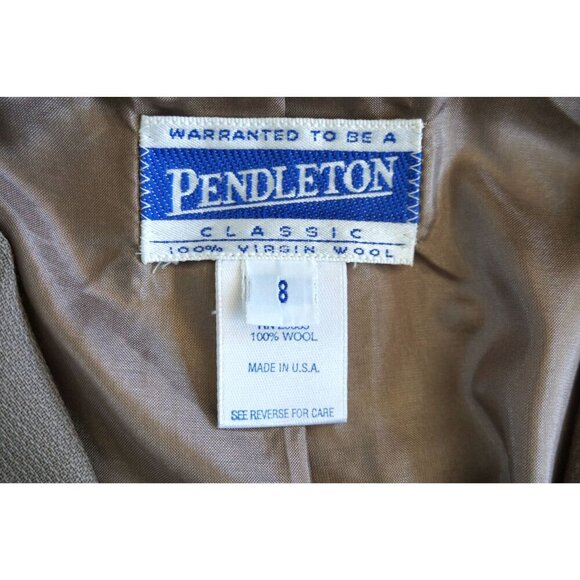 WARRANTED TO BE A
PENDLETON
CLASSIC
100% VIRGIN WOOL
8
100% WOOL
MADE IN U.S.A.
SEE REVERSE FOR CARE